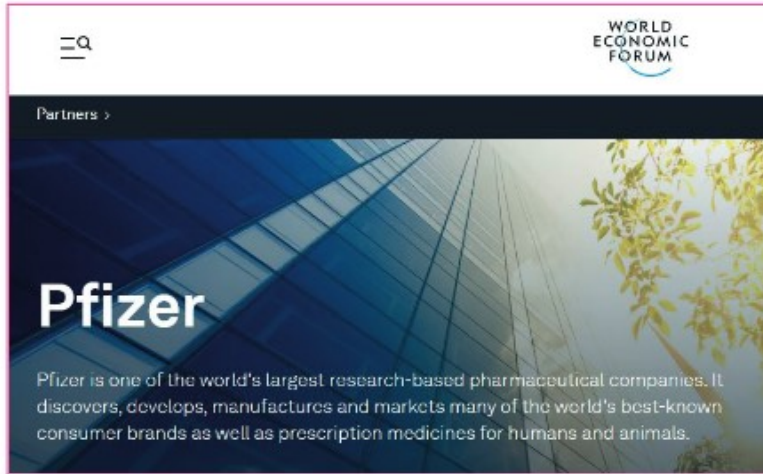 WORLD
ECONOMIC
FORUM
Partners >
Pfizer
Pfizer is one of the world's largest research-based pharmaceutical companies. It
discovers, develops, manufactures and markets many of the world's best-known
consumer brands as well as prescription medicines for humans and animals.